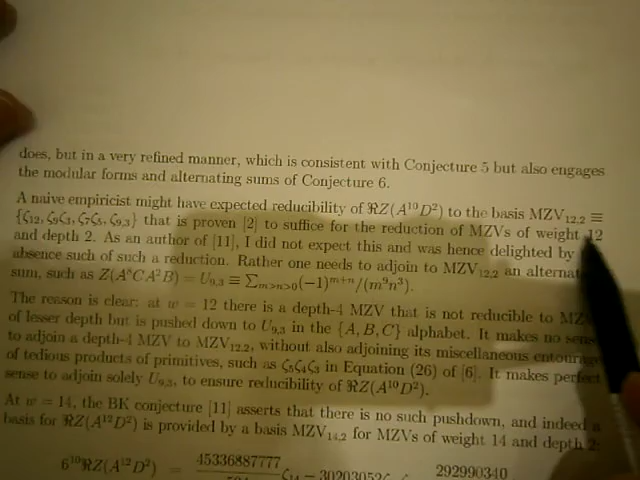 does, but in a very refined manner, which is consistent with Conjecture 5 but also engages
the modular forms and alternating sums of Conjecture 6.
A naive empiricist might have expected reducibility of ℜZ(A¹⁰D²) to the basis MZV₁₂,₂ ≡
{ζ₁₂, ζ₉ζ₃, ζ₇ζ₅, ζ₉,₃} that is proven [2] to suffice for the reduction of MZVs of weight 12
and depth 2. As an author of [11], I did not expect this and was hence delighted by
absence such of such a reduction. Rather one needs to adjoin to MZV₁₂,₂ an alternat
sum, such as Z(A⁸CA²B) = U₉,₃ ≡ ∑ₘ>ₙ>₀(−1)ᵐ⁺ⁿ/(m⁹n³).
The reason is clear: at w = 12 there is a depth-4 MZV that is not reducible to MZ
of lesser depth but is pushed down to U₉,₃ in the {A, B, C} alphabet. It makes no sens
to adjoin a depth-4 MZV to MZV₁₂,₂, without also adjoining its miscellaneous entourag
of tedious products of primitives, such as ζ₅ζ₄ζ₃ in Equation (26) of [6]. It makes perfect
sense to adjoin solely U₉,₃, to ensure reducibility of ℜZ(A¹⁰D²).
At w = 14, the BK conjecture [11] asserts that there is no such pushdown, and indeed a
basis for ℜZ(A¹²D²) is provided by a basis MZV₁₄,₂ for MZVs of weight 14 and depth 2:
6¹⁰ℜZ(A¹²D²) = 45336887777 ζ₁₄ − 30203052ζ 292990340